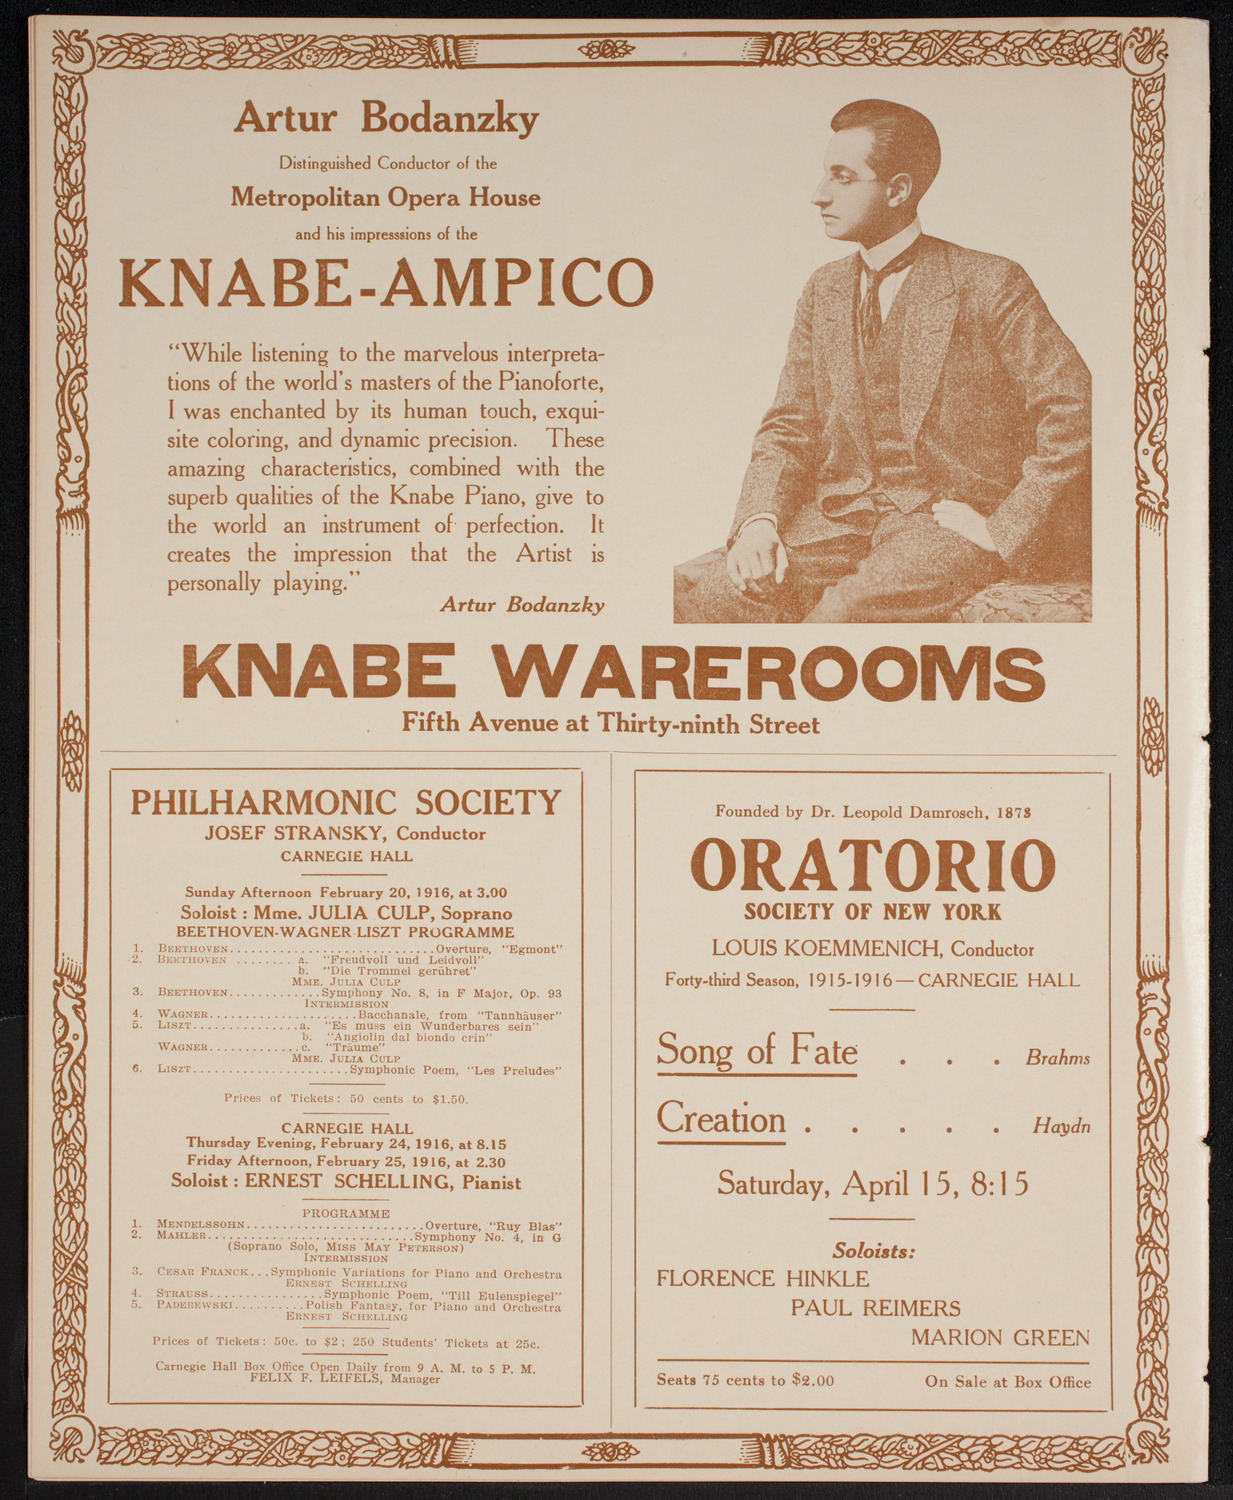 Artur Bodanzky
Distinguished Conductor of the
Metropolitan Opera House
and his impresssions of the
KNABE-AMPICO
“While listening to the marvelous interpreta-
tions of the world’s masters of the Pianoforte,
I was enchanted by its human touch, exqui-
site coloring, and dynamic precision. These
amazing characteristics, combined with the
superb qualities of the Knabe Piano, give to
the world an instrument of perfection. It
creates the impression that the Artist is
personally playing.”
Artur Bodanzky
KNABE WAREROOMS
Fifth Avenue at Thirty-ninth Street
PHILHARMONIC SOCIETY
JOSEF STRANSKY, Conductor
CARNEGIE HALL
Sunday Afternoon February 20, 1916, at 3.00
Soloist : Mme. JULIA CULP, Soprano
BEETHOVEN-WAGNER LISZT PROGRAMME
1. BEETHOVEN..........................Overture, “Egmont”
2. BEETHOVEN ........ a. “Freudvoll und Leidvoll”
b. “Die Trommel gerühret”
MME. JULIA CULP
3. BEETHOVEN.............Symphony No. 8, in F Major, Op. 93
INTERMISSION
4. WAGNER...................Bacchanale, from “Tannhäuser”
5. LISZT.............a. “Es muss ein Wunderbares sein”
b. “Angiolin dal biondo crin”
WAGNER............c. “Träume”
MME. JULIA CULP
6. LISZT.....................Symphonic Poem, “Les Preludes”
Prices of Tickets: 50 cents to $1.50.
CARNEGIE HALL
Thursday Evening, February 24, 1916, at 8.15
Friday Afternoon, February 25, 1916, at 2.30
Soloist : ERNEST SCHELLING, Pianist
PROGRAMME
1. MENDELSSOHN.......................Overture, “Ruy Blas”
2. MAHLER..........................Symphony No. 4, in G
(Soprano Solo, MISS MAY PETERSON)
INTERMISSION
3. CESAR FRANCK...Symphonic Variations for Piano and Orchestra
ERNEST SCHELLING
4. STRAUSS...............Symphonic Poem, “Till Eulenspiegel”
5. PADEREWSKI.........Polish Fantasy, for Piano and Orchestra
ERNEST SCHELLING
Prices of Tickets: 50c. to $2; 250 Students’ Tickets at 25c.
Carnegie Hall Box Office Open Daily from 9 A. M. to 5 P. M.
FELIX F. LEIFELS, Manager
Founded by Dr. Leopold Damrosch, 1873
ORATORIO
SOCIETY OF NEW YORK
LOUIS KOEMMENICH, Conductor
Forty-third Season, 1915-1916—CARNEGIE HALL
Song of Fate . . . Brahms
Creation . . . . . Haydn
Saturday, April 15, 8:15
Soloists:
FLORENCE HINKLE
PAUL REIMERS
MARION GREEN
Seats 75 cents to $2.00 On Sale at Box Office